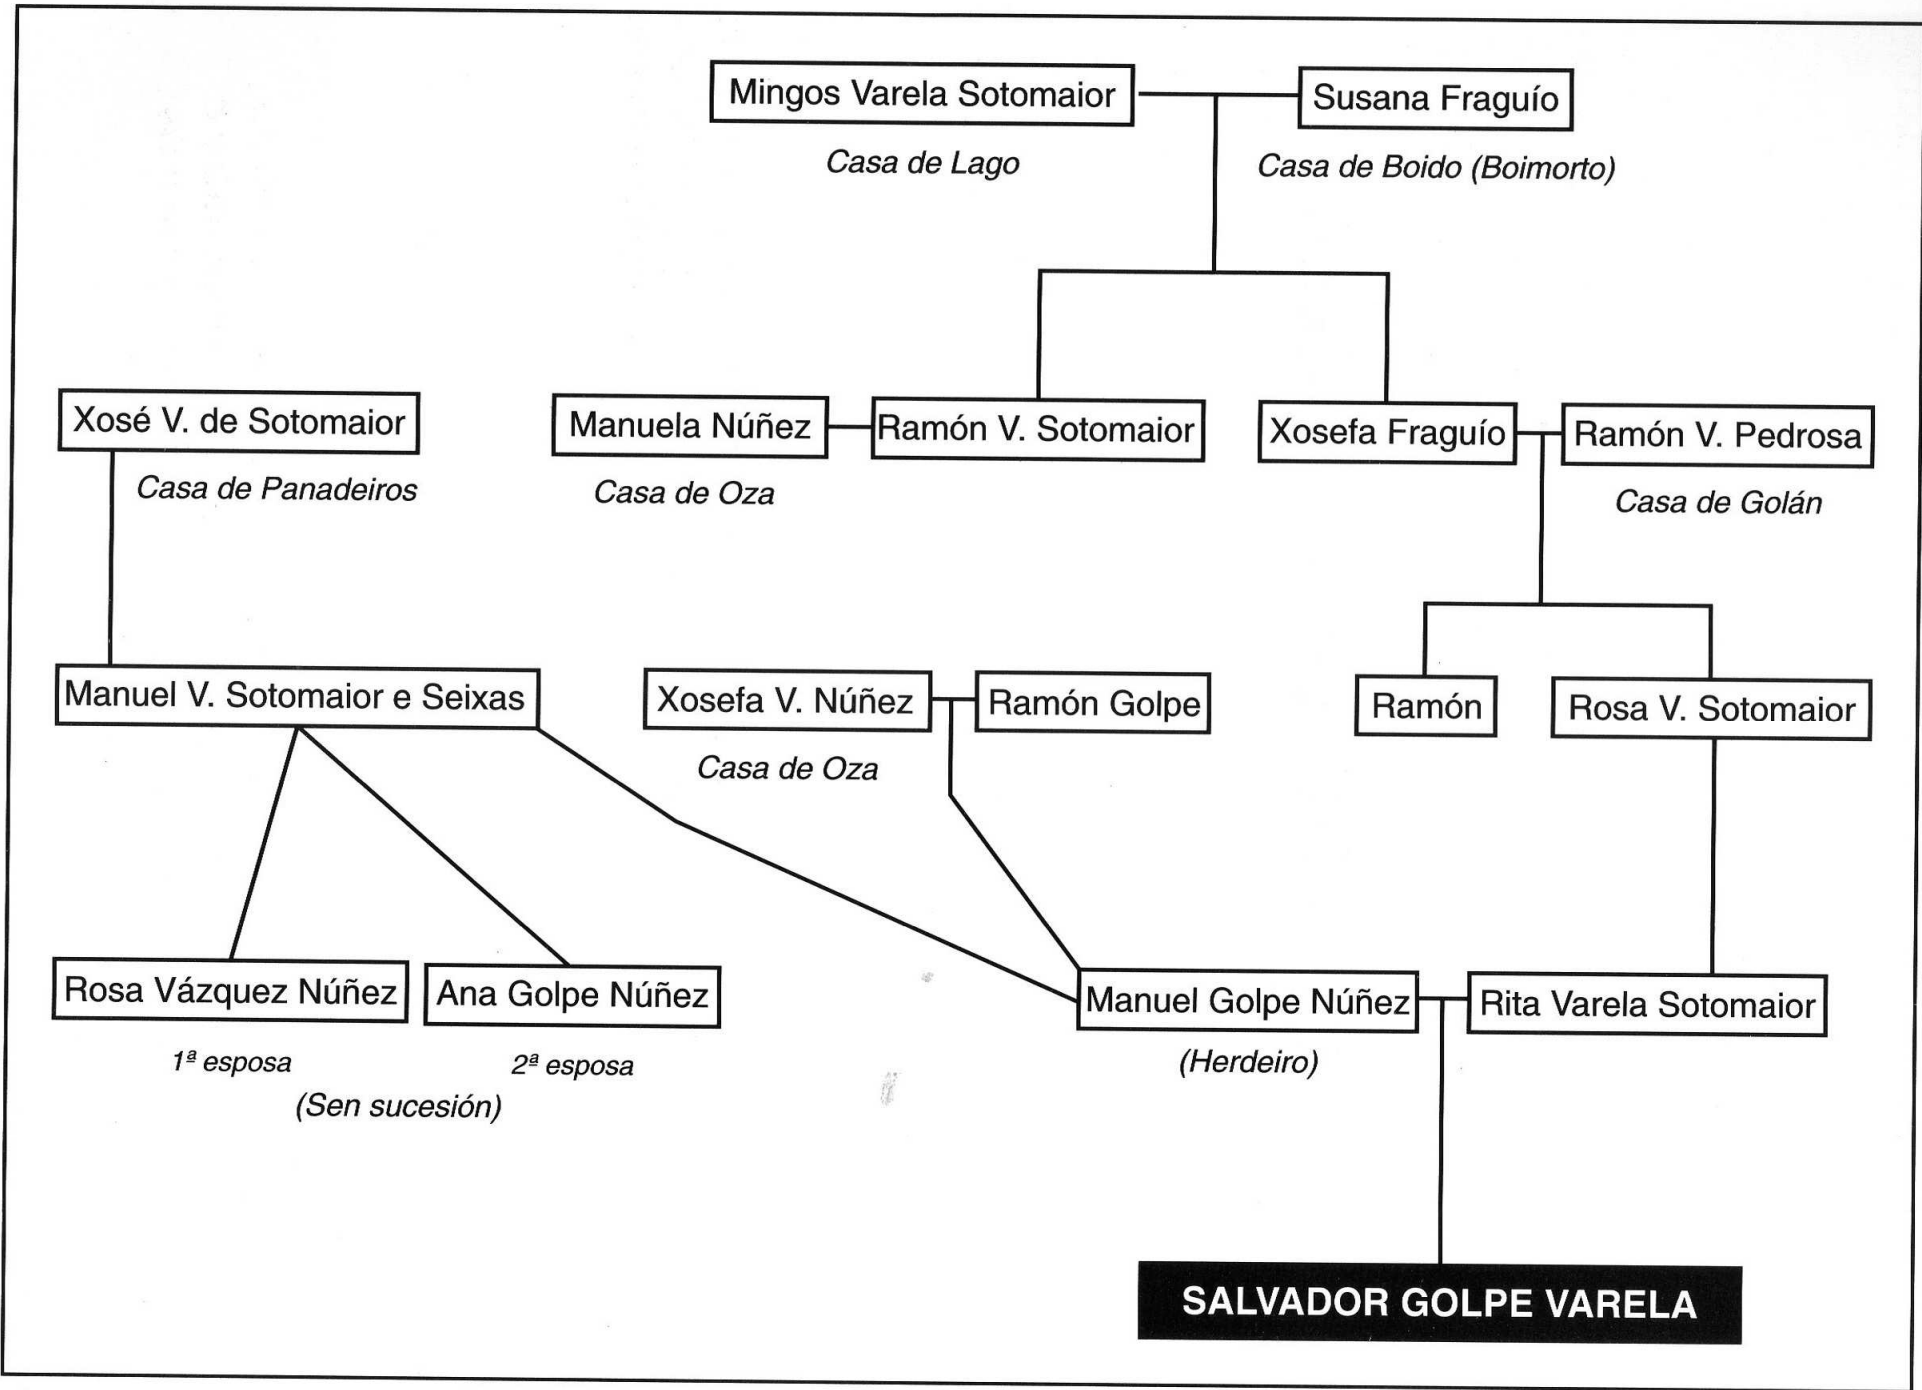 Mingos Varela Sotomaior
Susana Fraguío
Casa de Lago
Casa de Boido (Boimorto)
Xosé V. de Sotomaior
Manuela Núñez
Ramón V. Sotomaior
Xosefa Fraguío
Ramón V. Pedrosa
Casa de Panadeiros
Casa de Oza
Casa de Golán
Manuel V. Sotomaior e Seixas
Xosefa V. Núñez
Ramón Golpe
Ramón
Rosa V. Sotomaior
Casa de Oza
Rosa Vázquez Núñez
Ana Golpe Núñez
Manuel Golpe Núñez
Rita Varela Sotomaior
1ª esposa
2ª esposa
(Herdeiro)
(Sen sucesión)
SALVADOR GOLPE VARELA